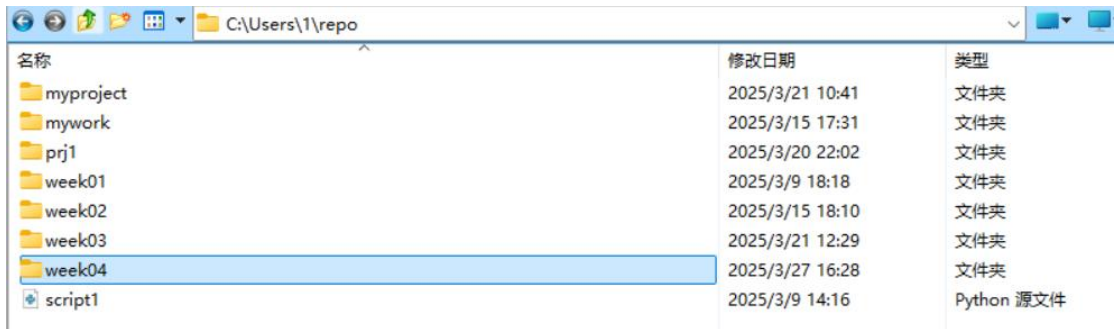 C:\Users\1\repo
名称 修改日期 类型
myproject 2025/3/21 10:41 文件夹
mywork 2025/3/15 17:31 文件夹
prj1 2025/3/20 22:02 文件夹
week01 2025/3/9 18:18 文件夹
week02 2025/3/15 18:10 文件夹
week03 2025/3/21 12:29 文件夹
week04 2025/3/27 16:28 文件夹
script1 2025/3/9 14:16 Python 源文件